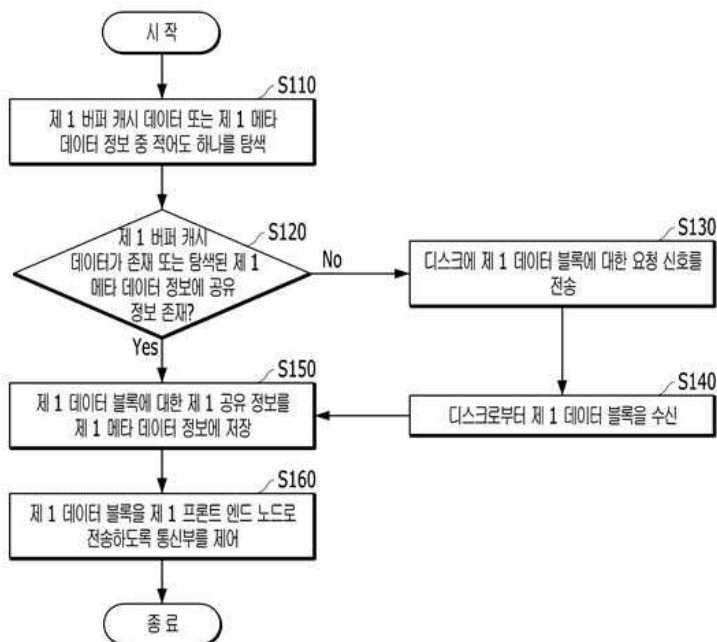 시 작
S110
제 1 버퍼 캐시 데이터 또는 제 1 메타
데이터 정보 중 적어도 하나를 탐색
S120
제 1 버퍼 캐시
데이터가 존재 또는 탐색된 제 1
메타 데이터 정보에 공유
정보 존재?
No
Yes
S130
디스크에 제 1 데이터 블록에 대한 요청 신호를
전송
S140
디스크로부터 제 1 데이터 블록을 수신
S150
제 1 데이터 블록에 대한 제 1 공유 정보를
제 1 메타 데이터 정보에 저장
S160
제 1 데이터 블록을 제 1 프론트 엔드 노드로
전송하도록 통신부를 제어
종 료